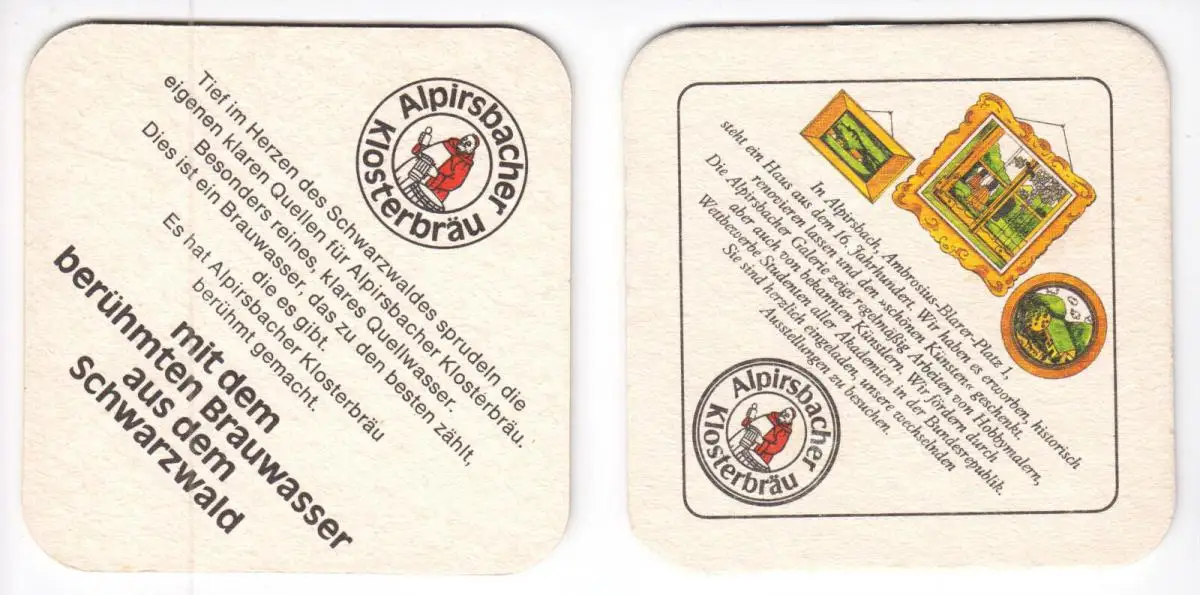 Alpirsbacher
Klosterbräu
Tief im Herzen des Schwarzwaldes sprudeln die
eigenen klaren Quellen für Alpirsbacher Klosterbräu.
Besonders reines, klares Quellwasser.
Dies ist ein Brauwasser, das zu den besten zählt,
die es gibt.
Es hat Alpirsbacher Klosterbräu
berühmt gemacht.
mit dem
berühmten Brauwasser
aus dem
Schwarzwald
In Alpirsbach, Ambrosius-Blarer-Platz 1,
steht ein Haus aus dem 16. Jahrhundert. Wir haben es erworben, historisch
renovieren lassen und den »schönen Künsten« geschenkt.
Die Alpirsbacher Galerie zeigt regelmäßig Arbeiten von Hobbymalern,
aber auch von bekannten Künstlern. Wir fördern durch
Wettbewerbe Studenten aller Akademien in der Bundesrepublik.
Sie sind herzlich eingeladen, unsere wechselnden
Ausstellungen zu besuchen.
Alpirsbacher
Klosterbräu